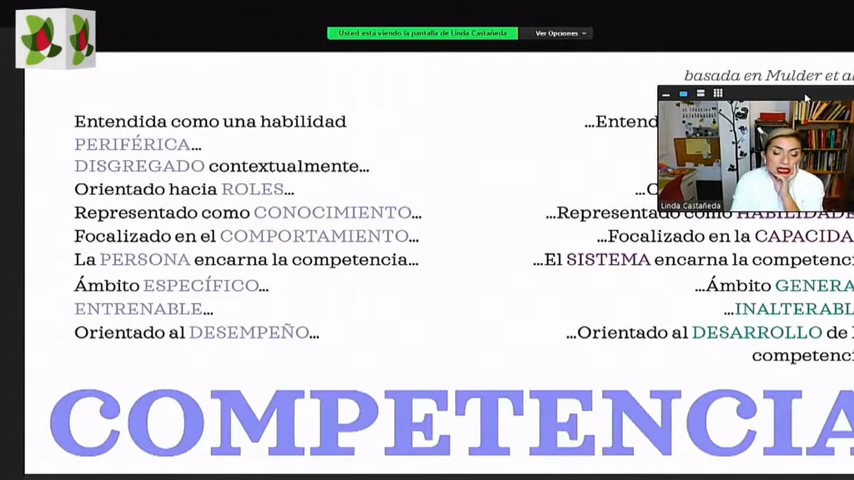 Usted está viendo la pantalla de Linda Castañeda
Ver Opciones
basada en Mulder et al
Entendida como una habilidad
PERIFÉRICA...
DISGREGADO contextualmente...
Orientado hacia ROLES...
Representado como CONOCIMIENTO...
Focalizado en el COMPORTAMIENTO...
La PERSONA encarna la competencia...
Ámbito ESPECÍFICO...
ENTRENABLE...
Orientado al DESEMPEÑO...
Linda Castañeda
...Representado como HABILIDADE
...Focalizado en la CAPACIDA
...El SISTEMA encarna la competenci
...Ámbito GENERA
...INALTERABL
...Orientado al DESARROLLO de
competenci
COMPETENCIA